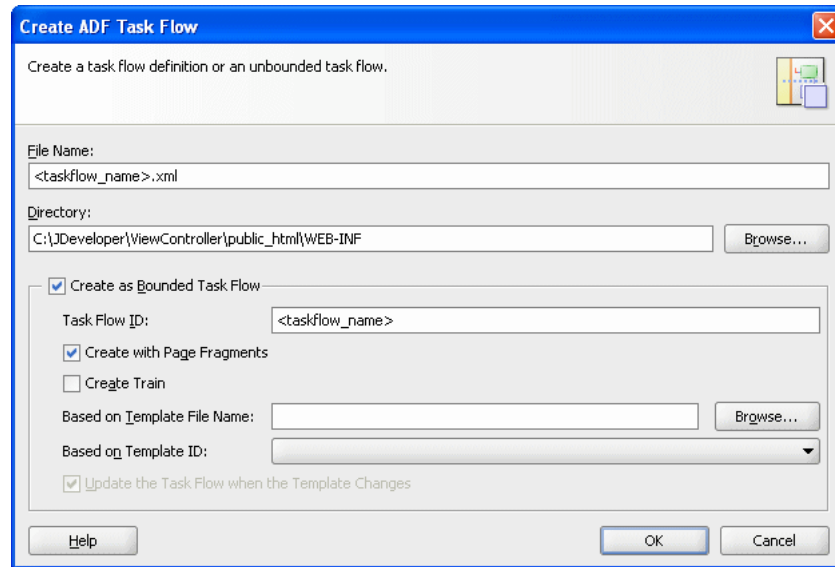 Create ADF Task Flow
Create a task flow definition or an unbounded task flow.
File Name:
<taskflow_name>.xml
Directory:
C:\JDeveloper\ViewController\public_html\WEB-INF
Browse...
Create as Bounded Task Flow
Task Flow ID:
<taskflow_name>
Create with Page Fragments
Create Train
Based on Template File Name:
Browse...
Based on Template ID:
Update the Task Flow when the Template Changes
Help
OK
Cancel